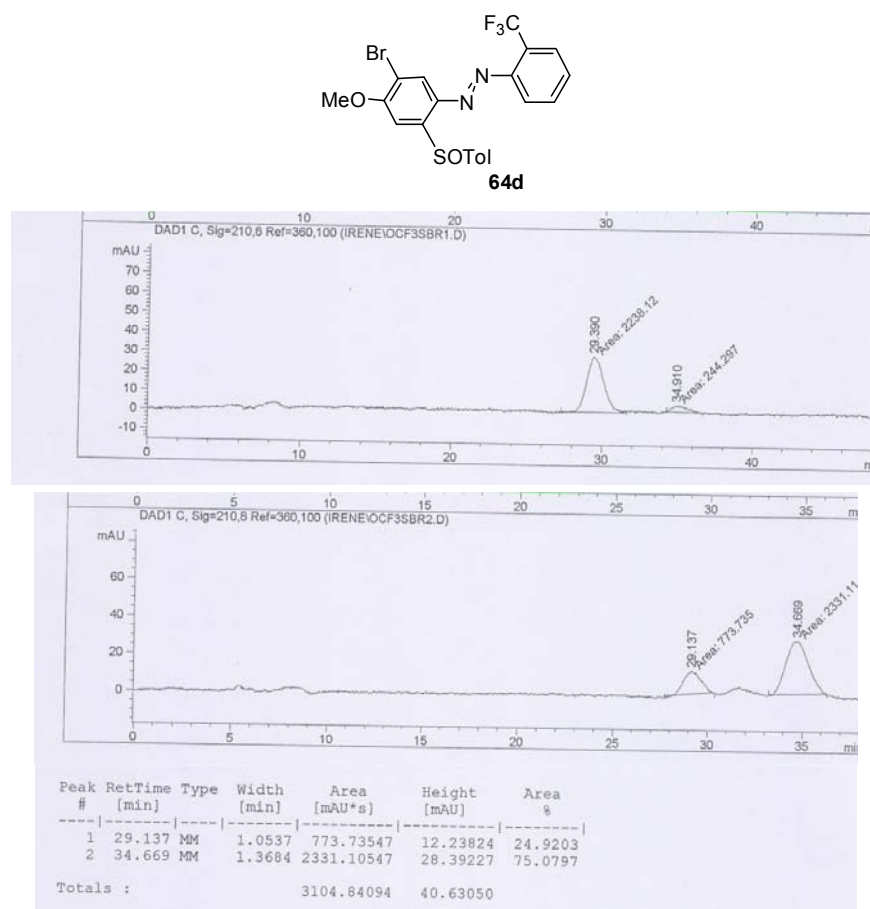 F3C
Br
N
N
MeO
SOTol
64d
0 10 20 30 40
DAD1 C, Sig=210,8 Ref=360,100 (IRENE\OCF3SBR1.D)
mAU
70
60
50
40
30
20
10
0
-10
29.390
Area: 2238.12
34.910
Area: 244.297
0 10 20 30 40
0 5 10 15 20 25 30 35 m
DAD1 C, Sig=210,8 Ref=360,100 (IRENE\OCF3SBR2.D)
mAU
60
40
20
0
29.137
Area: 773.735
34.669
Area: 2331.11
0 5 10 15 20 25 30 35 min
Peak RetTime Type Width Area Height Area
# [min] [min] [mAU*s] [mAU] %
----|-------|----|-------|----------|----------|--------|
1 29.137 MM 1.0537 773.73547 12.23824 24.9203
2 34.669 MM 1.3684 2331.10547 28.39227 75.0797
Totals : 3104.84094 40.63050